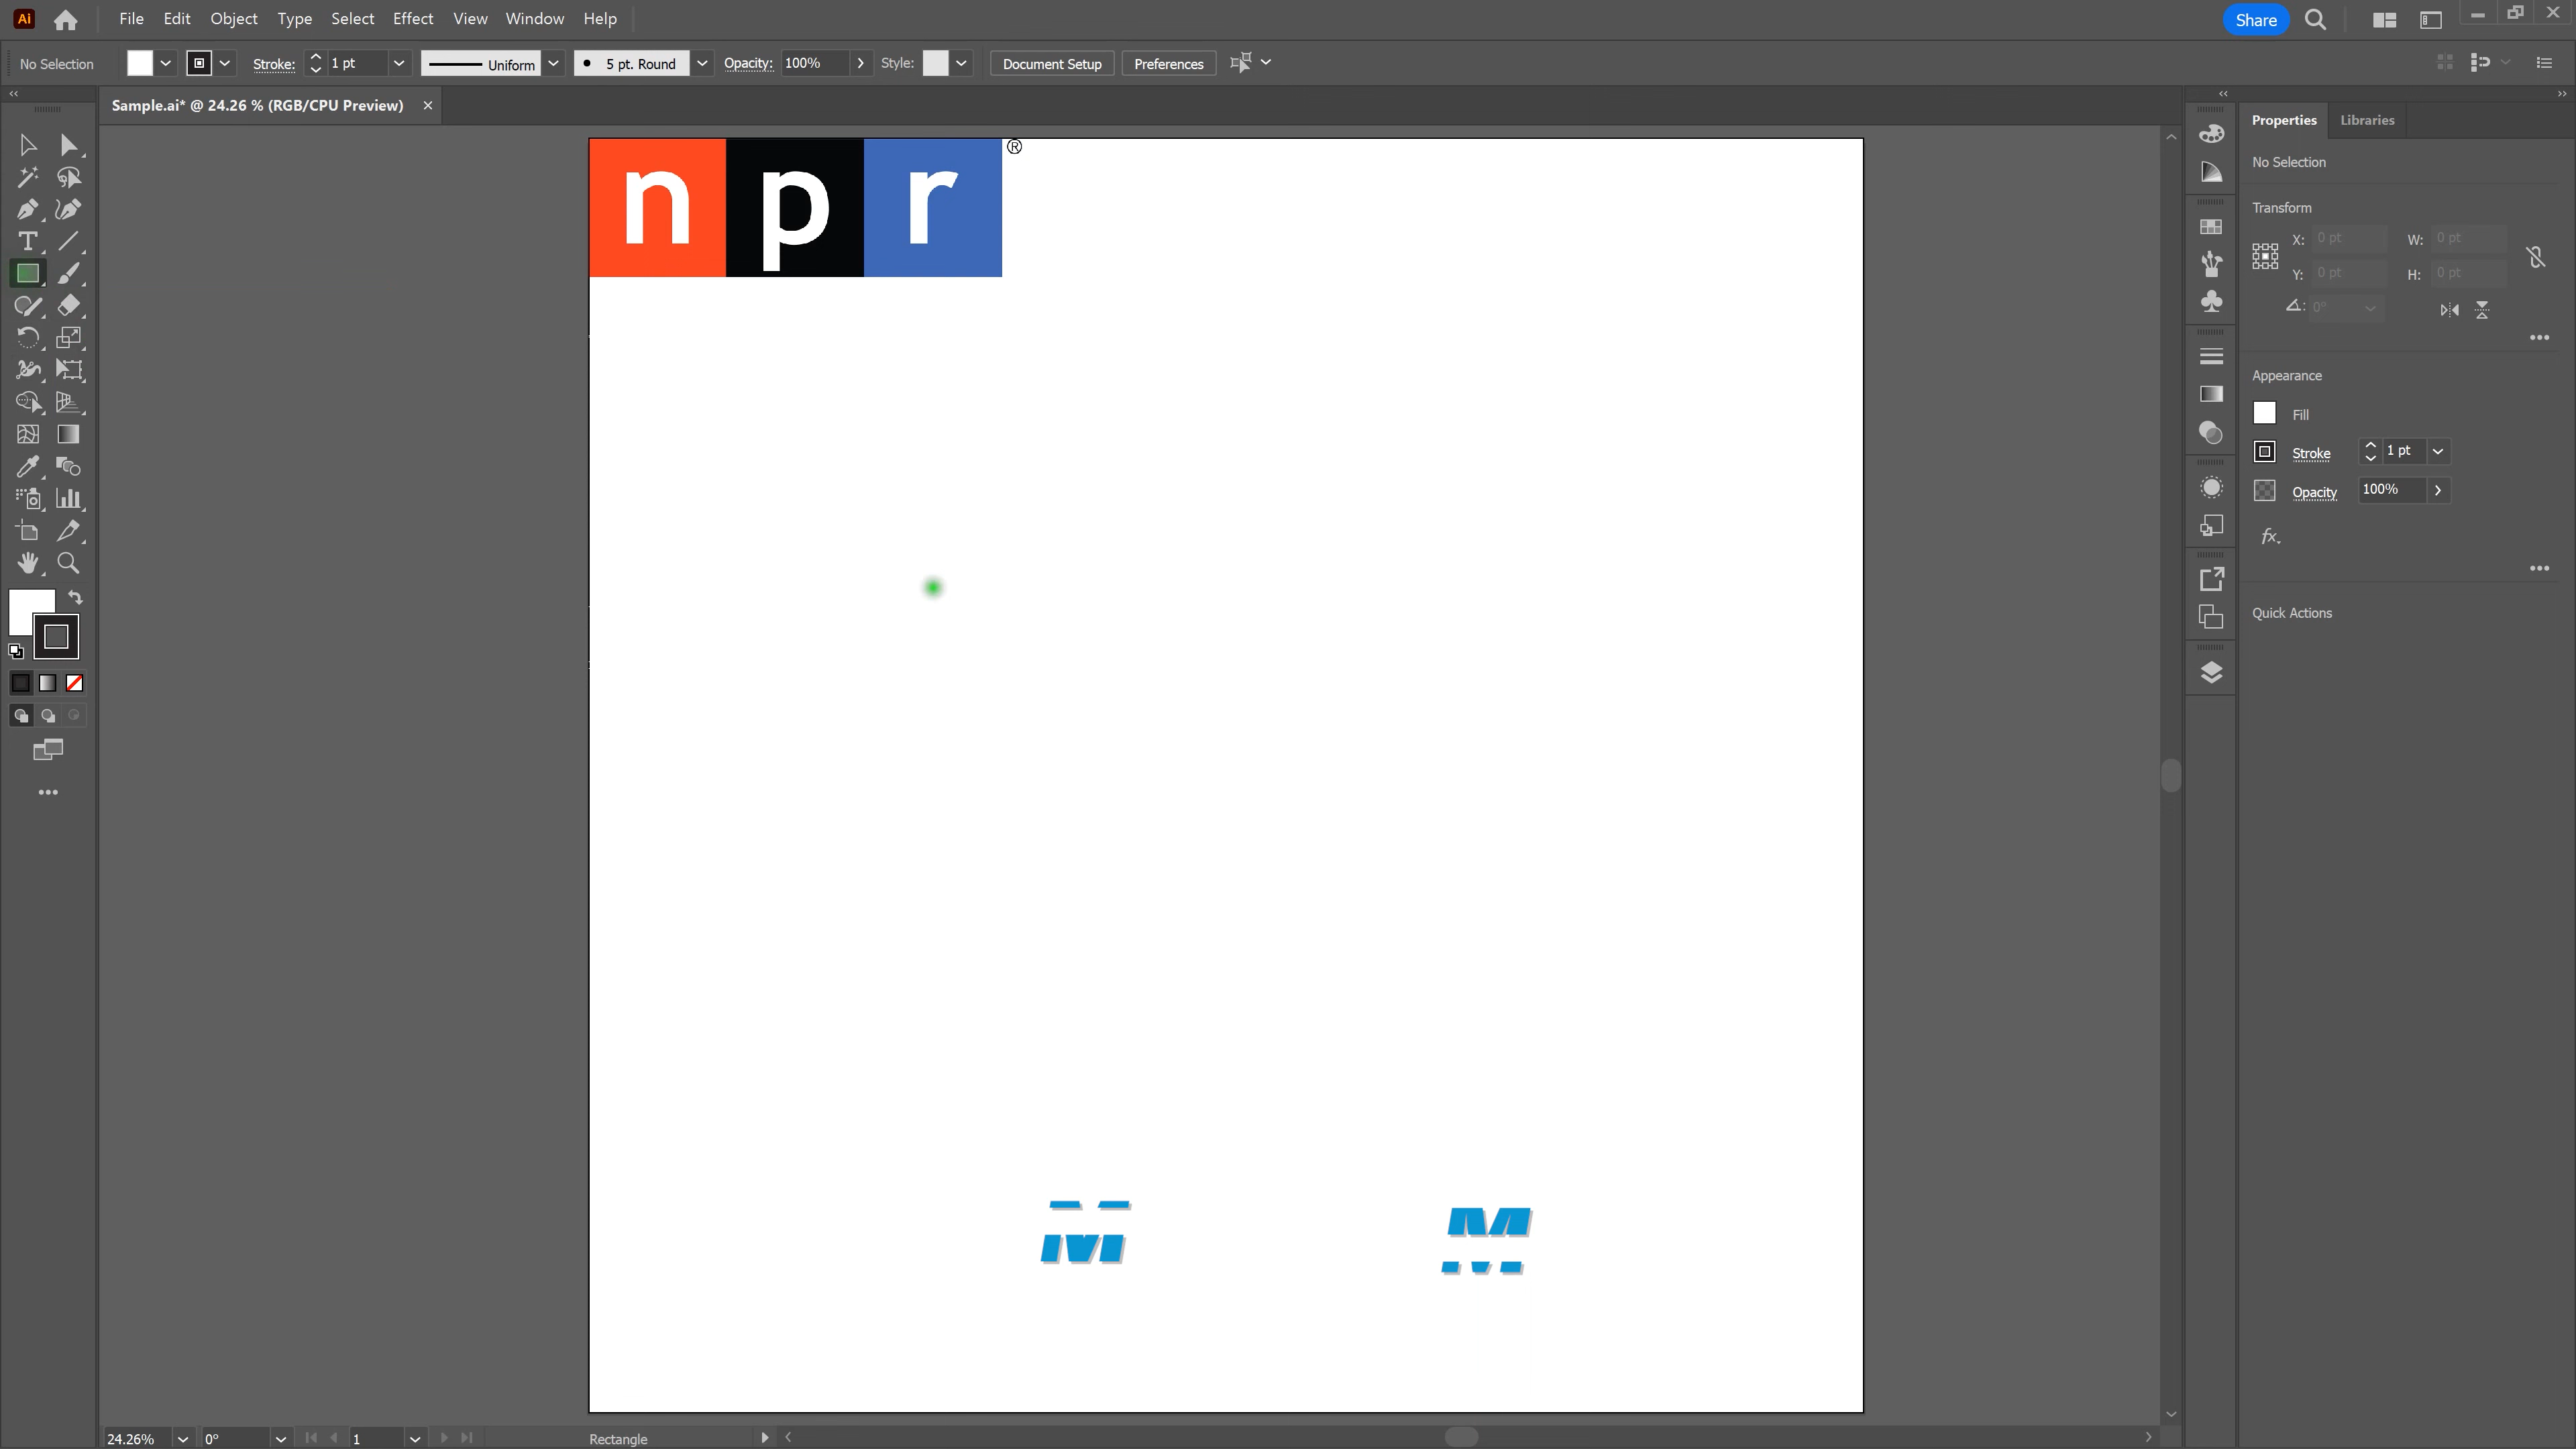 Ai File Edit Object Type Select Effect View Window Help Share
No Selection Stroke: 1 pt Uniform 5 pt. Round Opacity: 100% Style: Document Setup Preferences
Sample.ai* @ 24.26 % (RGB/CPU Preview) ×
Properties Libraries
No Selection
Transform
X: 0 pt W: 0 pt
Y: 0 pt H: 0 pt
0°
Appearance
Fill
Stroke 1 pt
Opacity 100%
fx.
Quick Actions
npr®
M
M
24.26% 0° 1 Rectangle